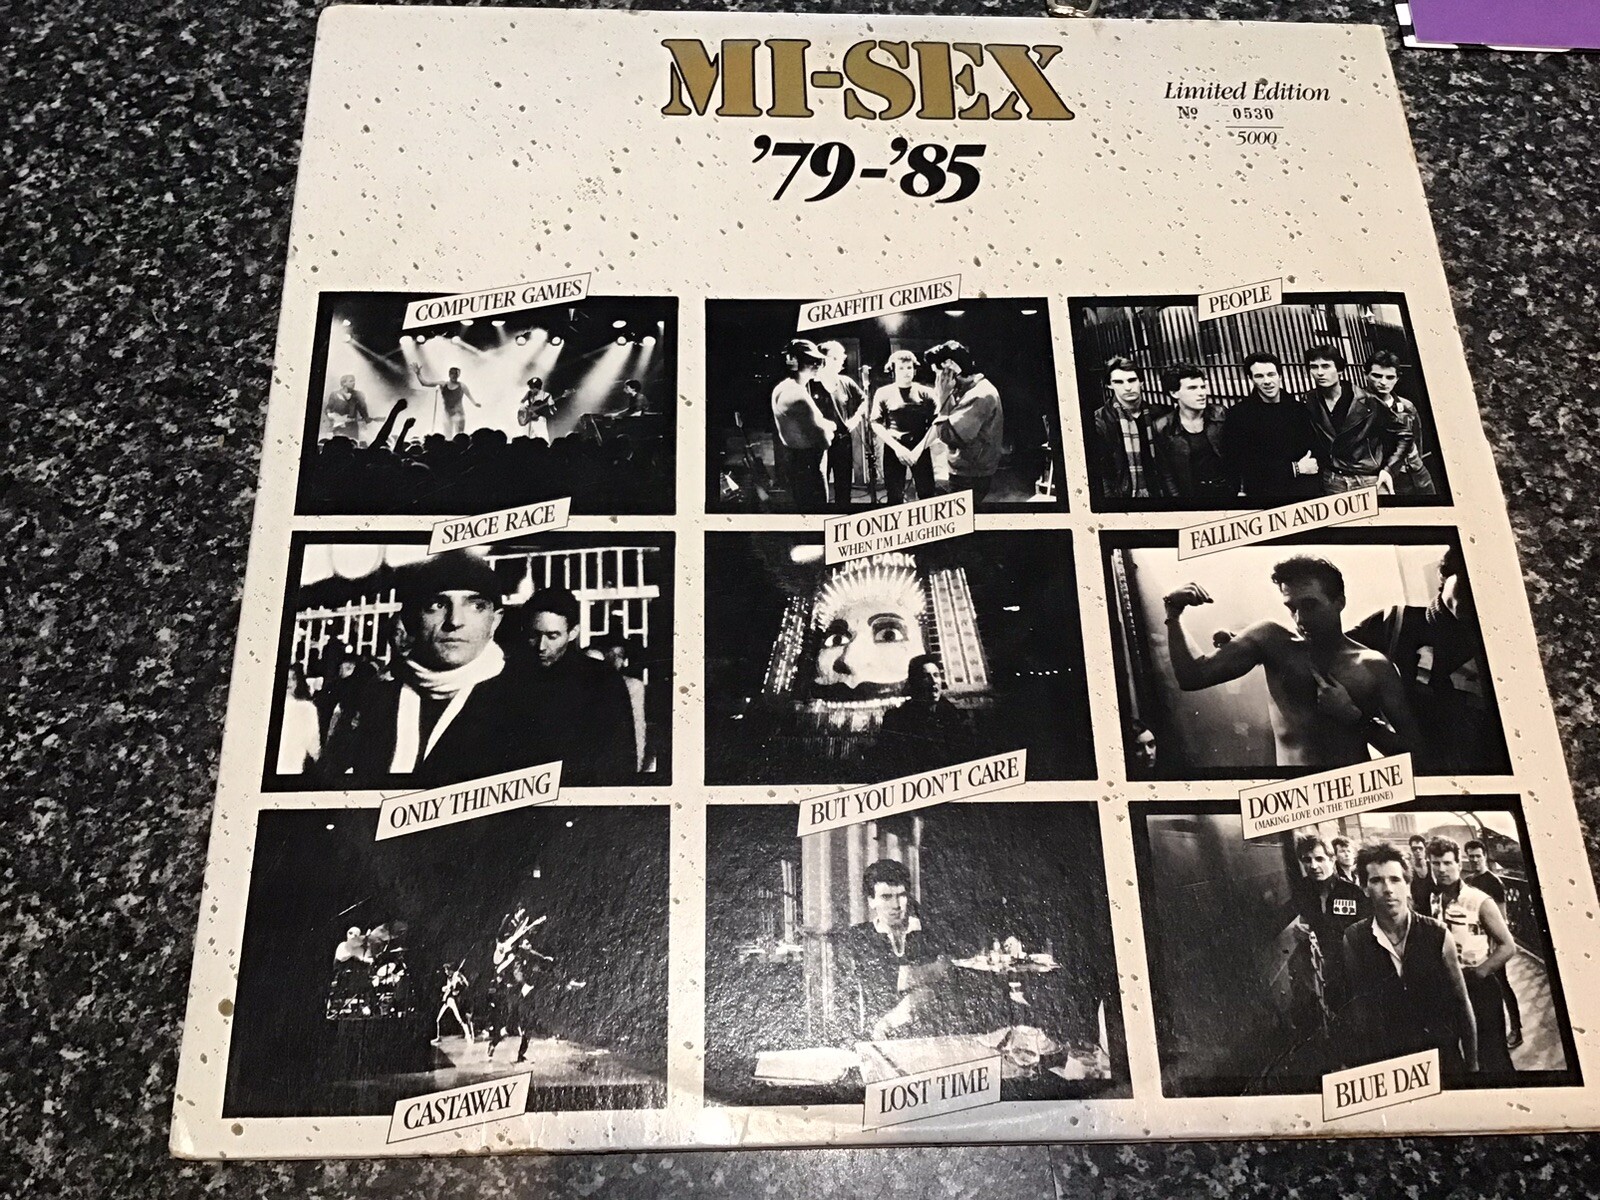 MI-SEX
'79-'85
Limited Edition
Nº 0530
5000
COMPUTER GAMES
GRAFFITI CRIMES
PEOPLE
SPACE RACE
IT ONLY HURTS
WHEN I'M LAUGHING
FALLING IN AND OUT
LUNA PARK
ONLY THINKING
BUT YOU DON'T CARE
DOWN THE LINE
(MAKING LOVE ON THE TELEPHONE)
CASTAWAY
LOST TIME
BLUE DAY